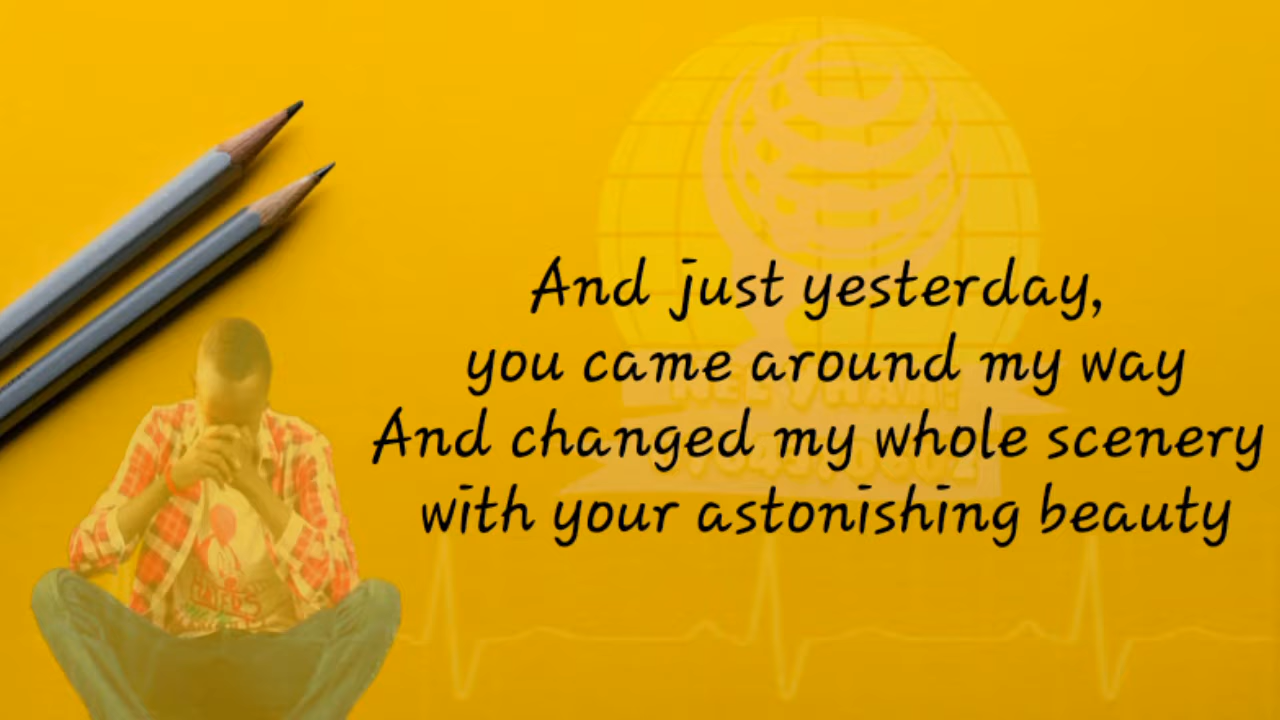 And just yesterday,
you came around my way
And changed my whole scenery
with your astonishing beauty